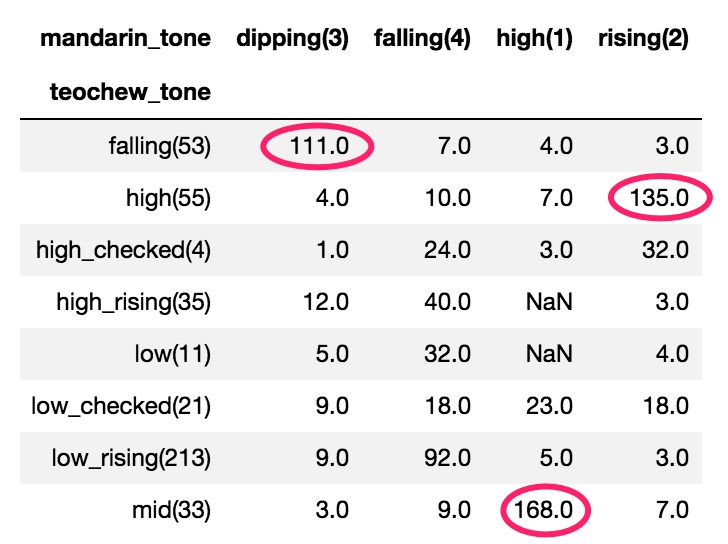 mandarin_tone dipping(3) falling(4) high(1) rising(2)
teochew_tone
falling(53) 111.0 7.0 4.0 3.0
high(55) 4.0 10.0 7.0 135.0
high_checked(4) 1.0 24.0 3.0 32.0
high_rising(35) 12.0 40.0 NaN 3.0
low(11) 5.0 32.0 NaN 4.0
low_checked(21) 9.0 18.0 23.0 18.0
low_rising(213) 9.0 92.0 5.0 3.0
mid(33) 3.0 9.0 168.0 7.0